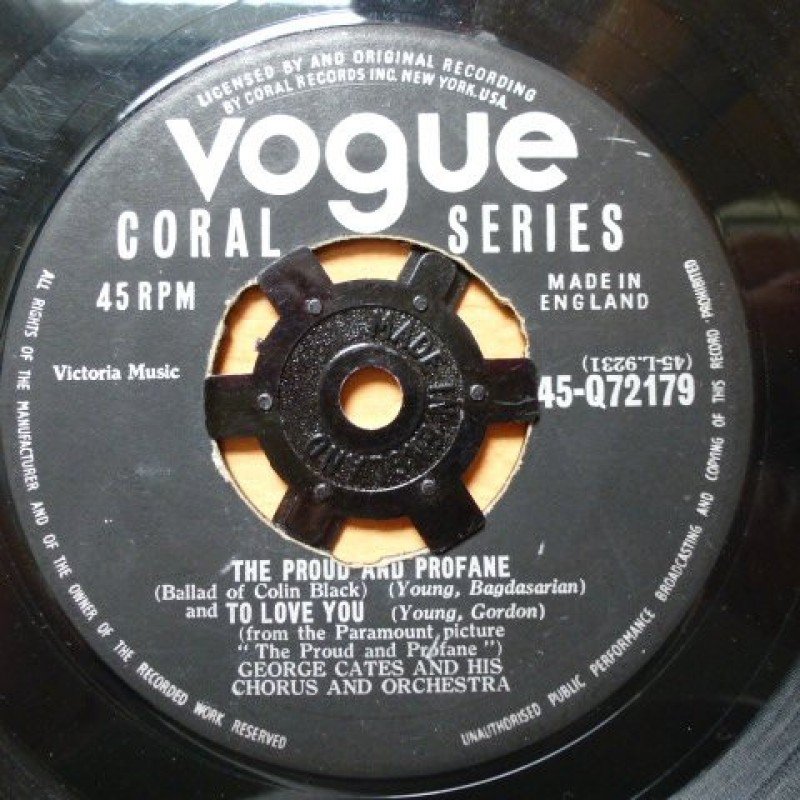 LICENSED BY AND ORIGINAL RECORDING
BY CORAL RECORDS INC. NEW YORK. USA.
vogue
CORAL SERIES
45 RPM
MADE IN
ENGLAND
Victoria Music
(45-L.9231)
45-Q72179
MADE IN ENGLAND
THE PROUD AND PROFANE
(Ballad of Colin Black) (Young, Bagdasarian)
and TO LOVE YOU (Young, Gordon)
(from the Paramount picture
" The Proud and Profane ")
GEORGE CATES AND HIS
CHORUS AND ORCHESTRA
ALL RIGHTS OF THE MANUFACTURER AND OF THE OWNER OF THE RECORDED WORK RESERVED
UNAUTHORISED PUBLIC PERFORMANCE BROADCASTING AND COPYING OF THIS RECORD PROHIBITED